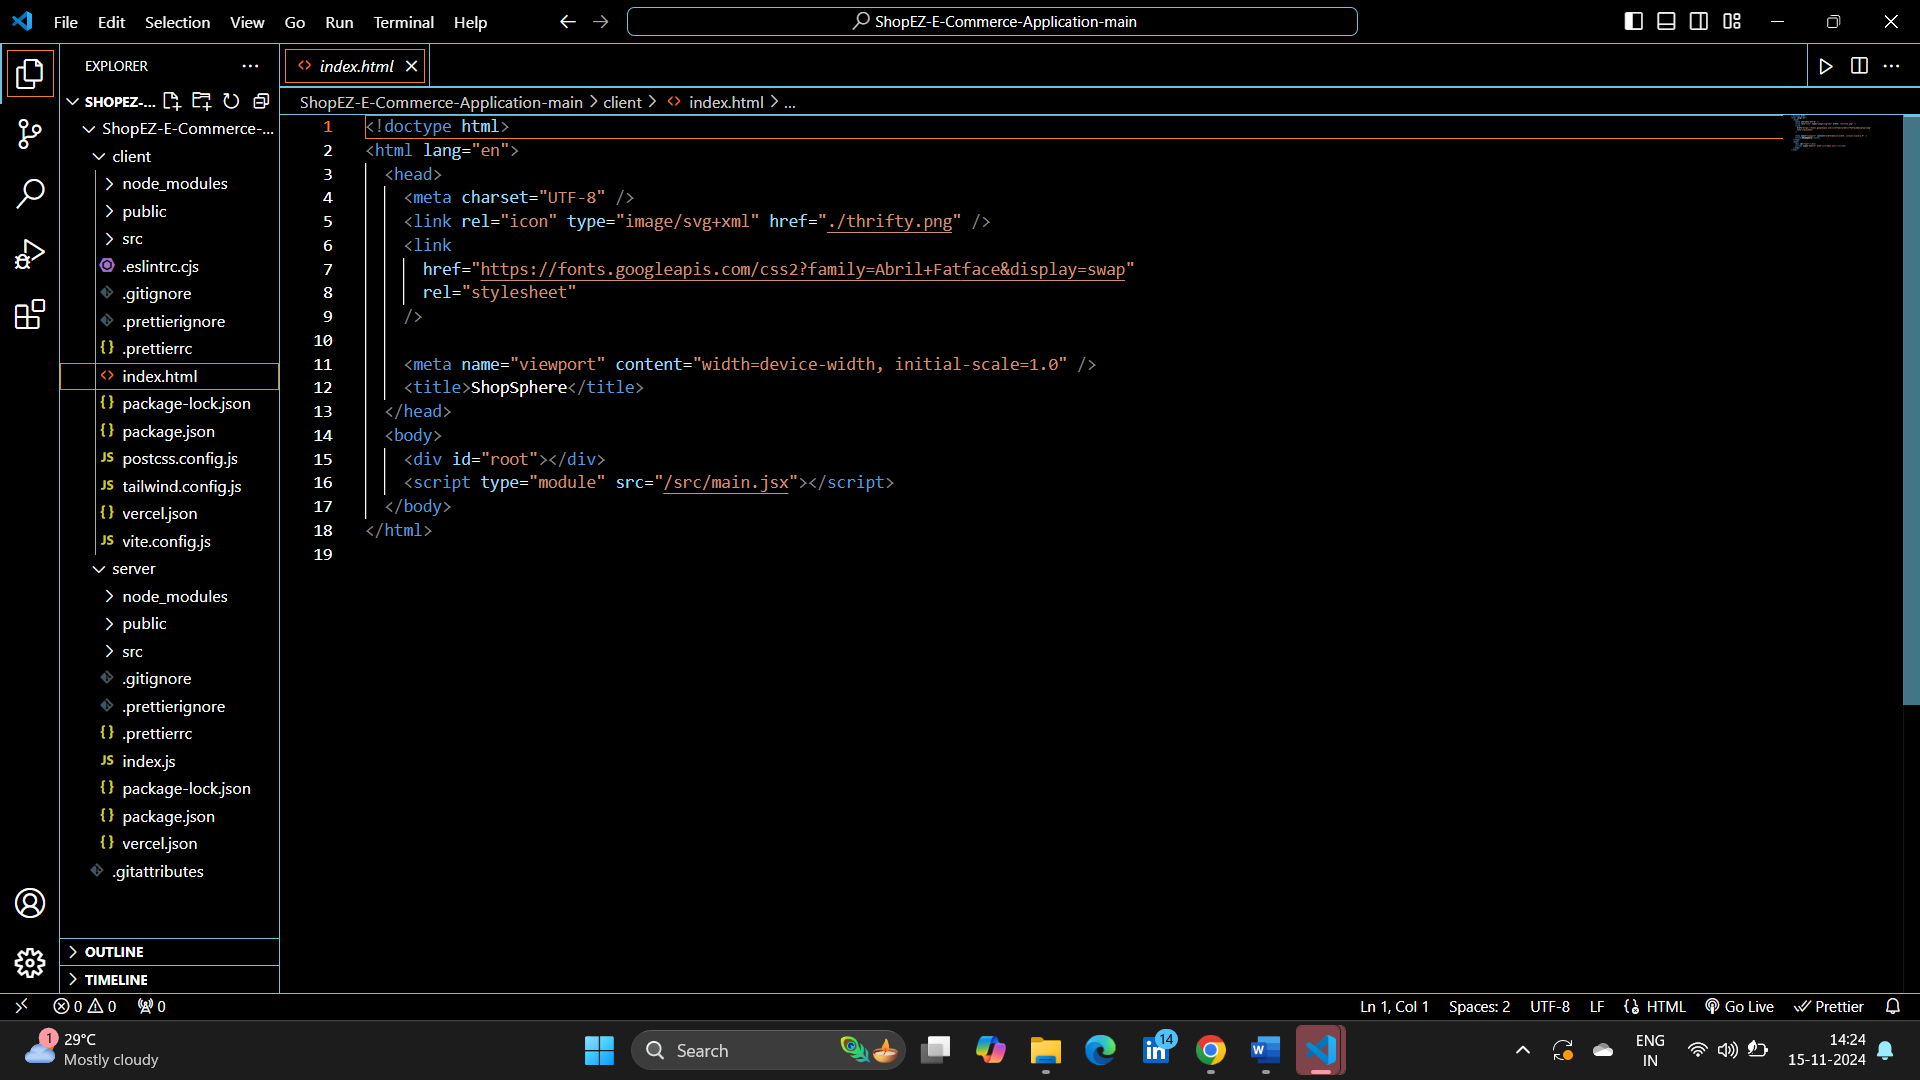 File Edit Selection View Go Run Terminal Help
ShopEZ-E-Commerce-Application-main
EXPLORER
SHOPEZ-...
ShopEZ-E-Commerce-...
client
node_modules
public
src
.eslintrc.cjs
.gitignore
.prettierignore
.prettierrc
index.html
package-lock.json
package.json
postcss.config.js
tailwind.config.js
vercel.json
vite.config.js
server
node_modules
public
src
.gitignore
.prettierignore
.prettierrc
index.js
package-lock.json
package.json
vercel.json
.gitattributes
OUTLINE
TIMELINE
index.html
ShopEZ-E-Commerce-Application-main > client > index.html > ...
1 <!doctype html>
2 <html lang="en">
3 <head>
4 <meta charset="UTF-8" />
5 <link rel="icon" type="image/svg+xml" href="./thrifty.png" />
6 <link
7 href="https://fonts.googleapis.com/css2?family=Abril+Fatface&display=swap"
8 rel="stylesheet"
9 />
10
11 <meta name="viewport" content="width=device-width, initial-scale=1.0" />
12 <title>ShopSphere</title>
13 </head>
14 <body>
15 <div id="root"></div>
16 <script type="module" src="/src/main.jsx"></script>
17 </body>
18 </html>
19
0 0 0
Ln 1, Col 1 Spaces: 2 UTF-8 LF {} HTML Go Live Prettier
1
29°C
Mostly cloudy
Search
14
ENG
IN
14:24
15-11-2024